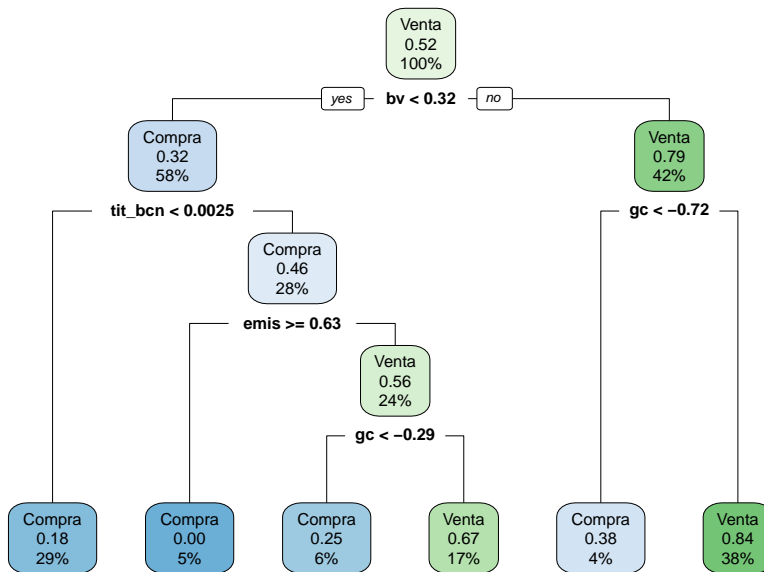 Venta
0.52
100%
yes
bv < 0.32
no
Compra
0.32
58%
Venta
0.79
42%
tit_bcn < 0.0025
gc < −0.72
Compra
0.46
28%
emis >= 0.63
Venta
0.56
24%
gc < −0.29
Compra
0.18
29%
Compra
0.00
5%
Compra
0.25
6%
Venta
0.67
17%
Compra
0.38
4%
Venta
0.84
38%